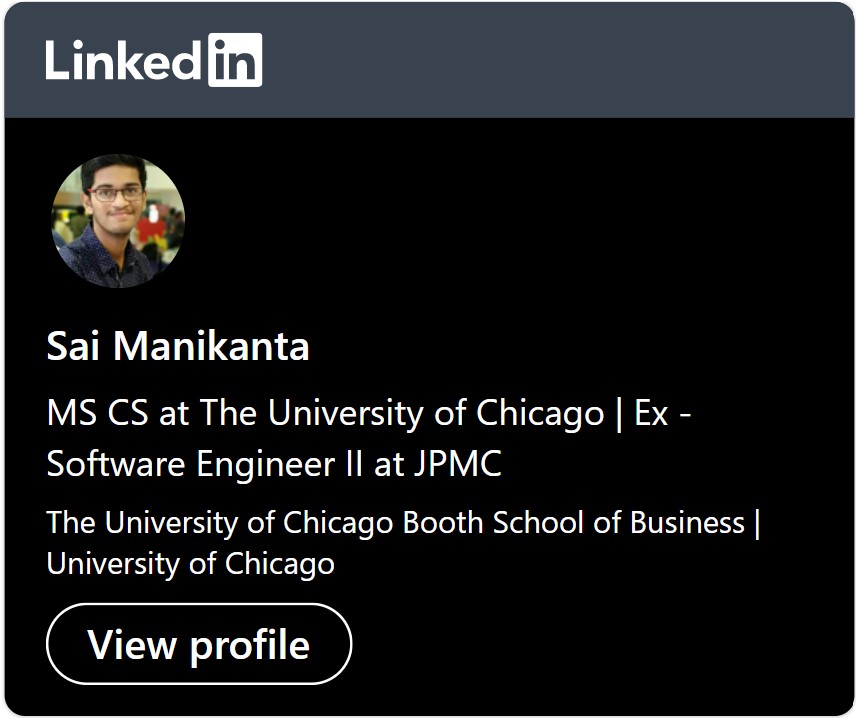 Linkedin
Sai Manikanta
MS CS at The University of Chicago | Ex -
Software Engineer II at JPMC
The University of Chicago Booth School of Business |
University of Chicago
View profile